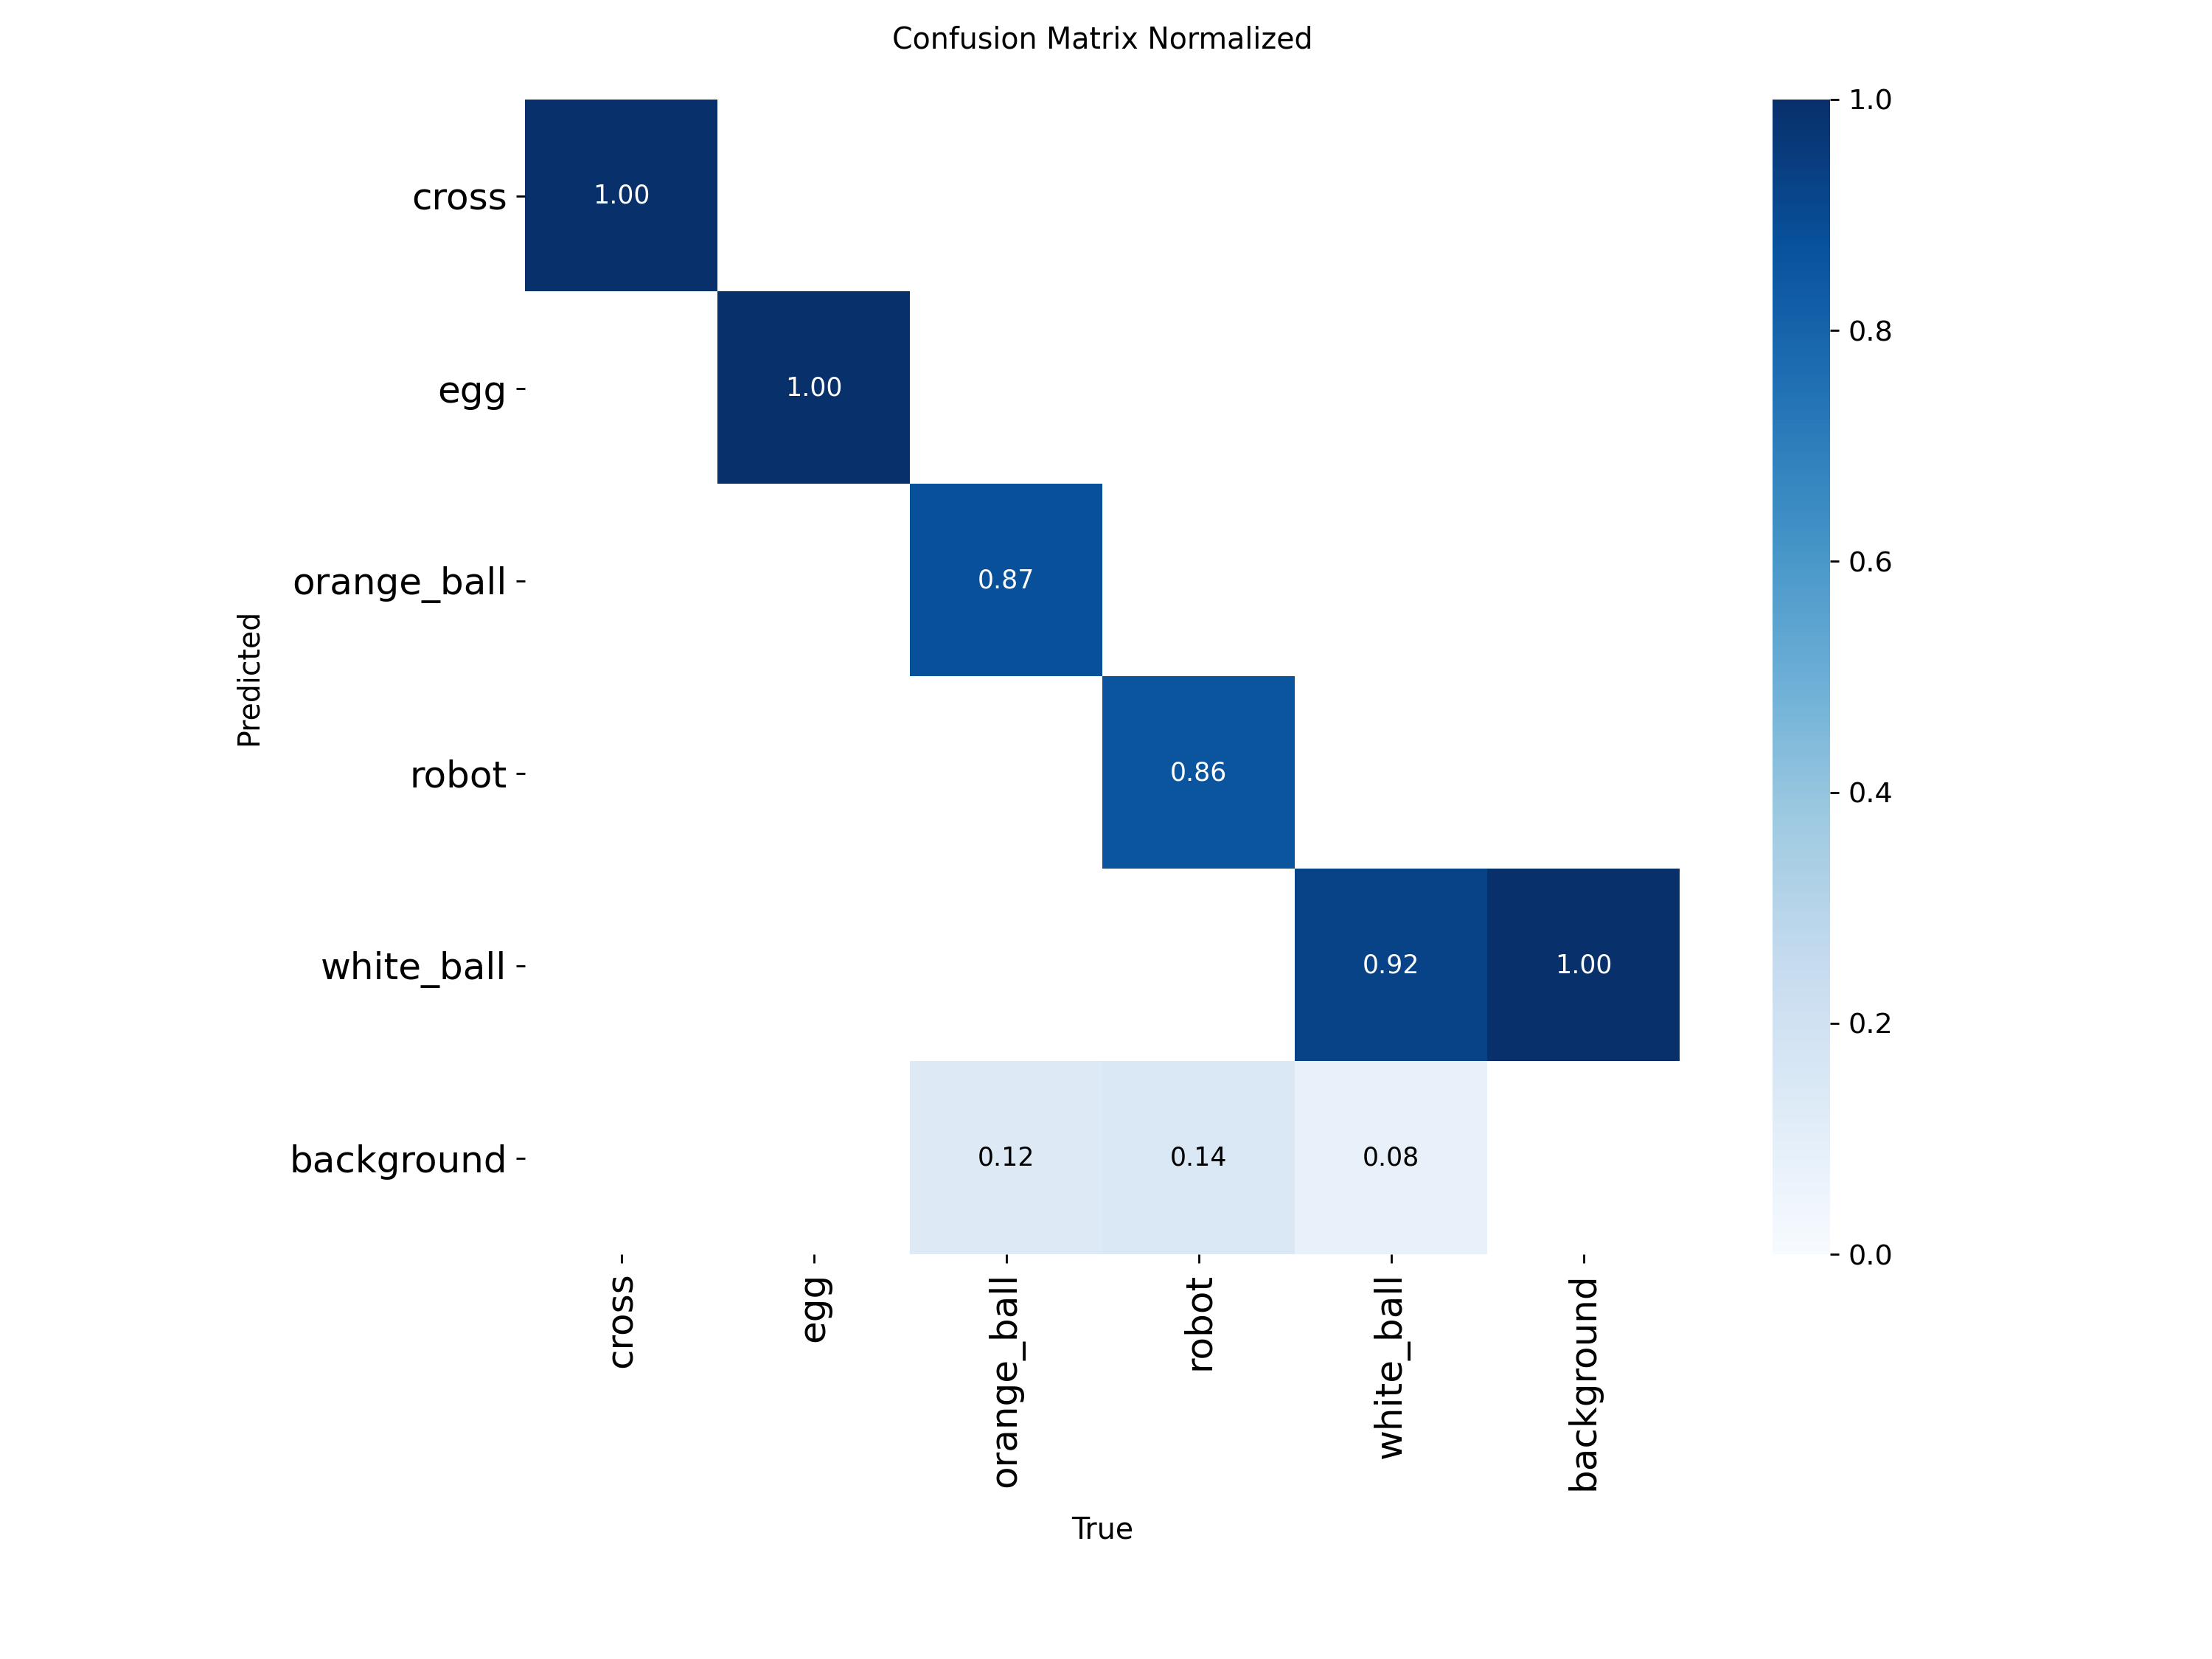 Confusion Matrix Normalized
1.0
cross
1.00
0.8
egg
1.00
0.6
orange_ball
0.87
Predicted
robot
0.86
0.4
white_ball
0.92
1.00
0.2
background
0.12
0.14
0.08
0.0
cross
egg
orange_ball
robot
white_ball
background
True